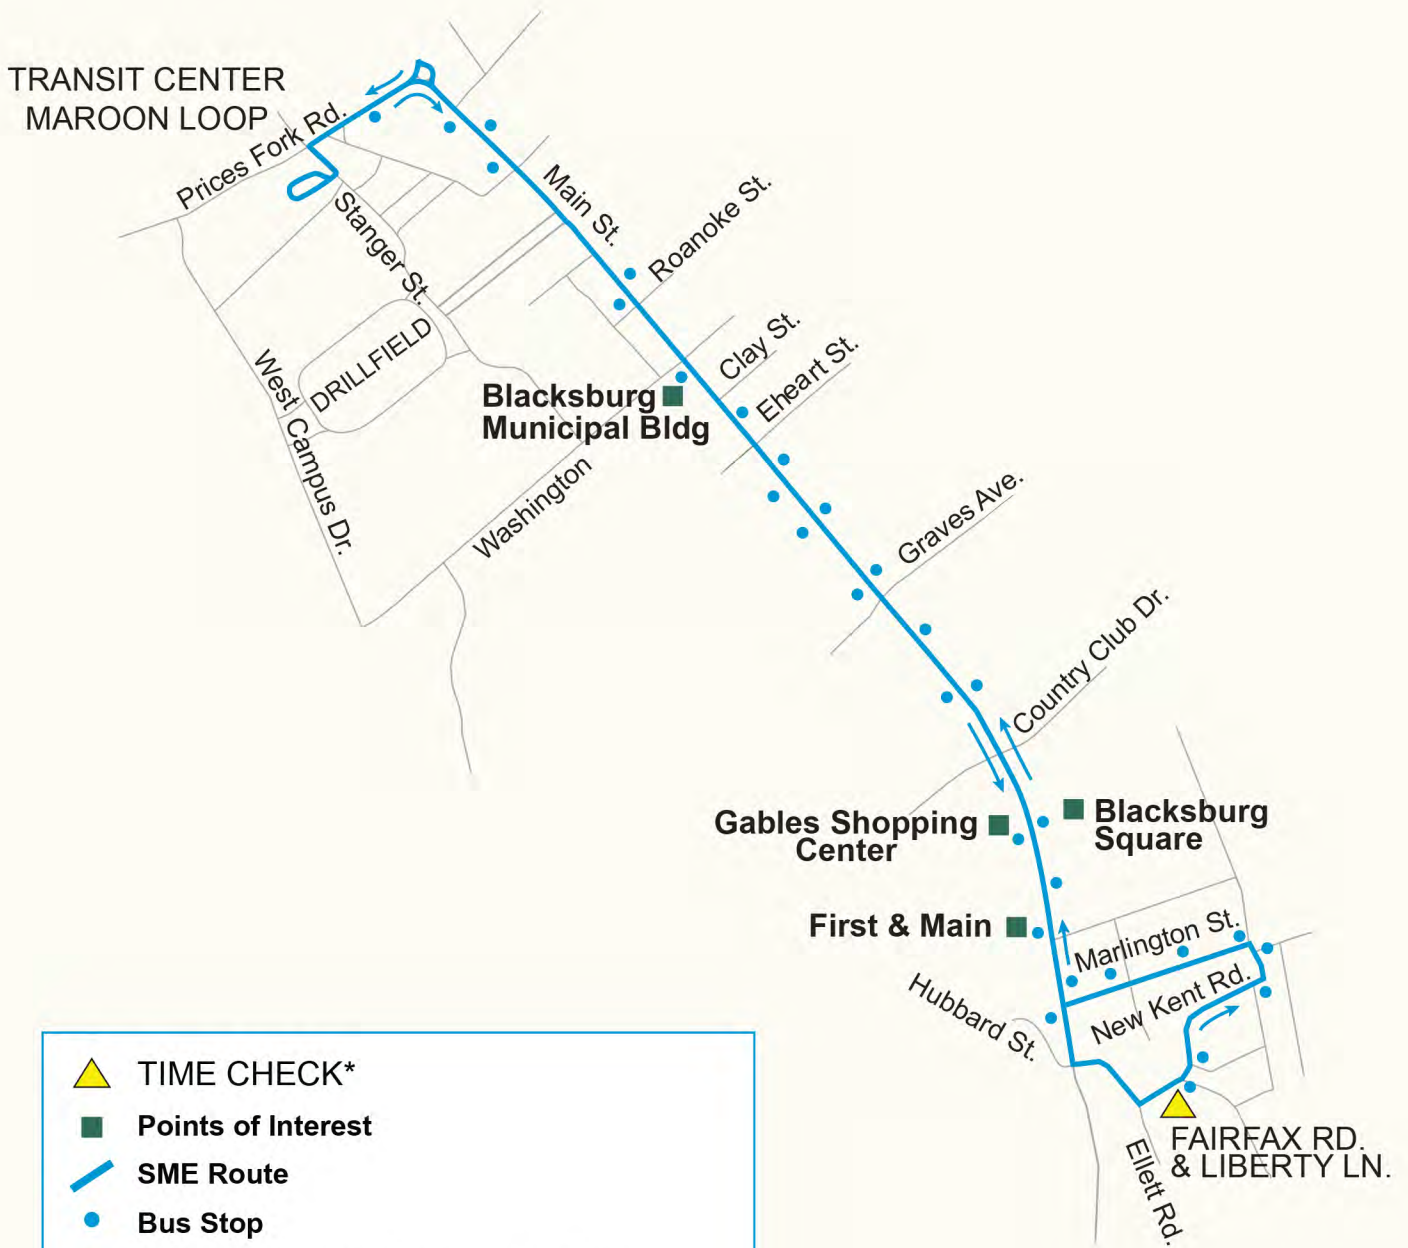 TRANSIT CENTER
MAROON LOOP
Prices Fork Rd.
Main St.
Roanoke St.
Stanger St.
Clay St.
Eheart St.
DRILLFIELD
West Campus Dr.
Blacksburg
Municipal Bldg
Washington
Graves Ave.
Country Club Dr.
Gables Shopping
Center
Blacksburg
Square
First & Main
Marlington St.
Hubbard St.
New Kent Rd.
FAIRFAX RD.
& LIBERTY LN.
Ellett Rd.
TIME CHECK*
Points of Interest
SME Route
Bus Stop